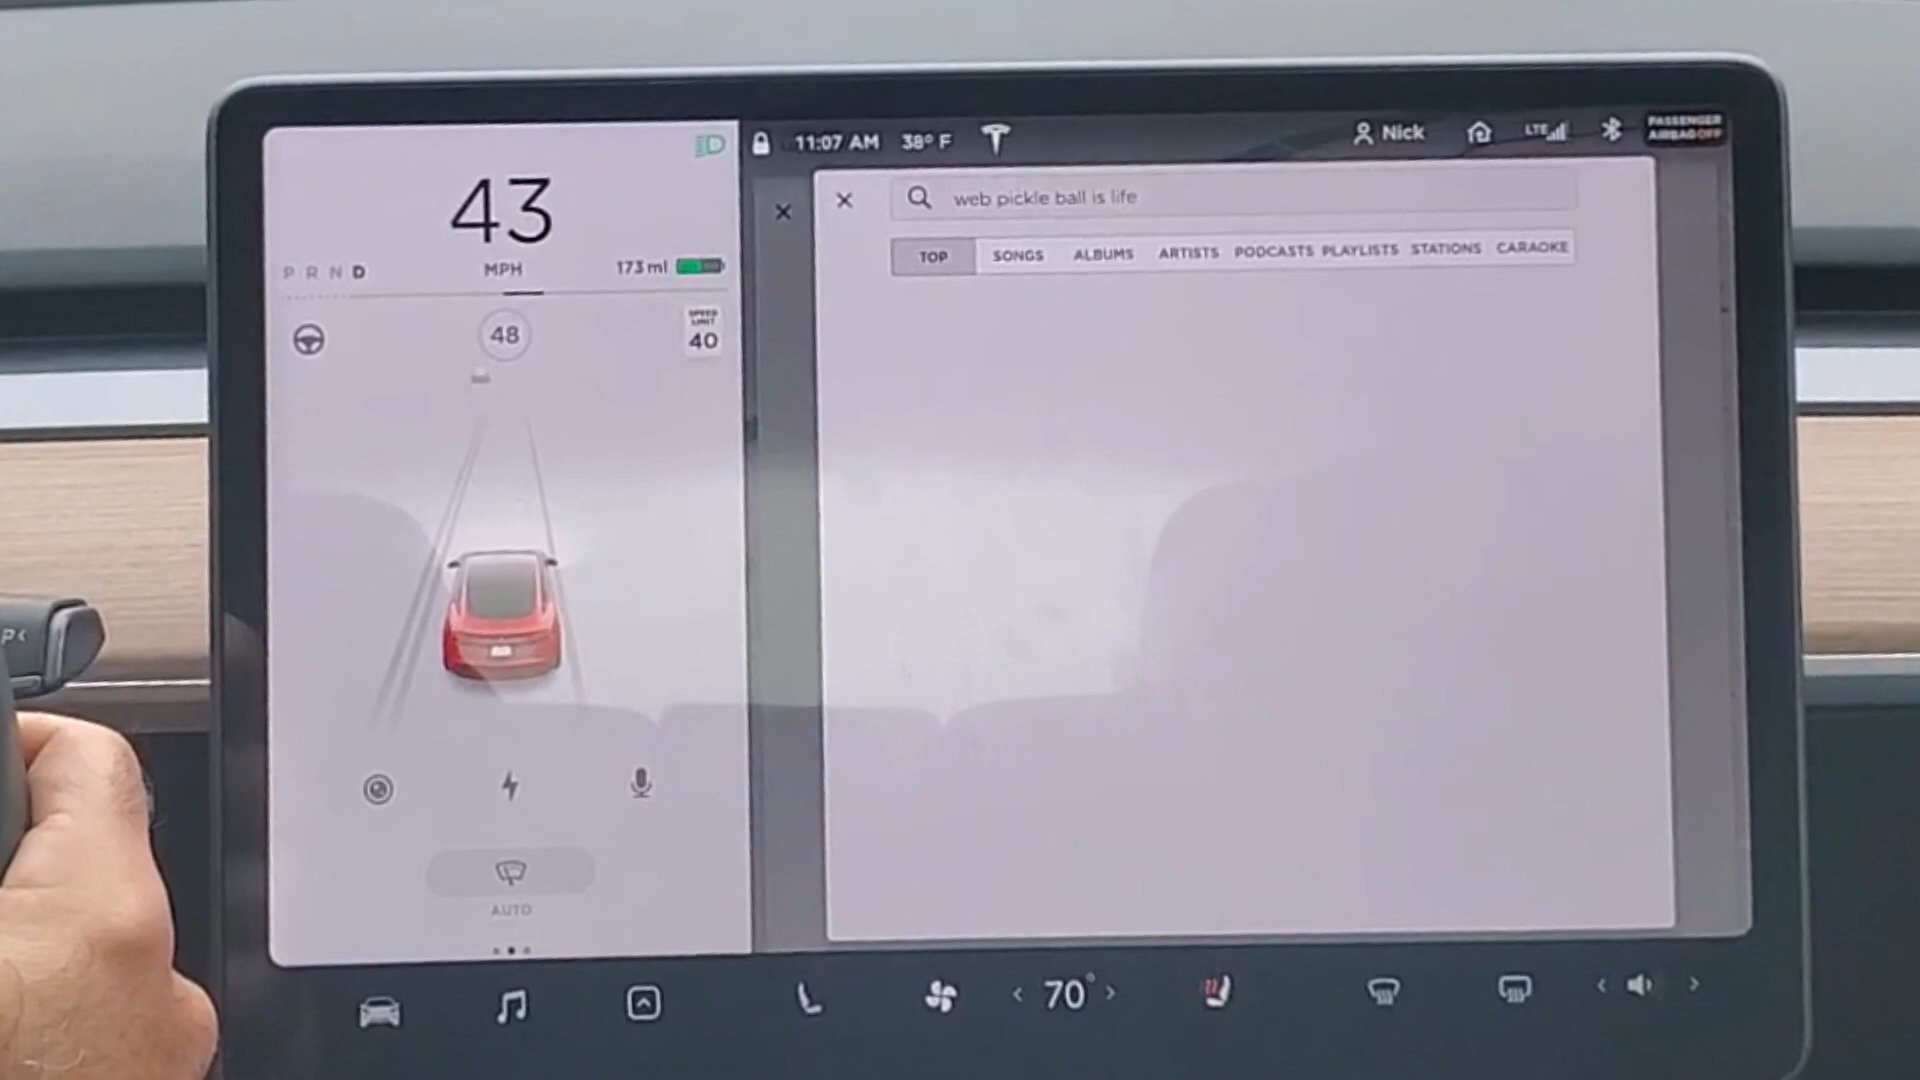 11:07 AM 38° F Nick LTE PASSENGER
AIRBAG OFF
43
MPH
P R N D
173 mi
48
SPEED
LIMIT
40
web pickle ball is life
TOP SONGS ALBUMS ARTISTS PODCASTS PLAYLISTS STATIONS CARAOKE
P<
AUTO
< 70° >
< >